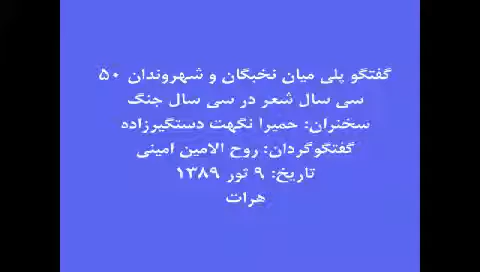 گفتگو پلی میان نخبگان و شهروندان ۵۰
سی سال شعر در سی سال جنگ
سخنران: حمیرا نگهت دستگیرزاده
گفتگوگردان: روح الامین امینی
تاریخ: ۹ ثور ۱۳۸۹
هرات